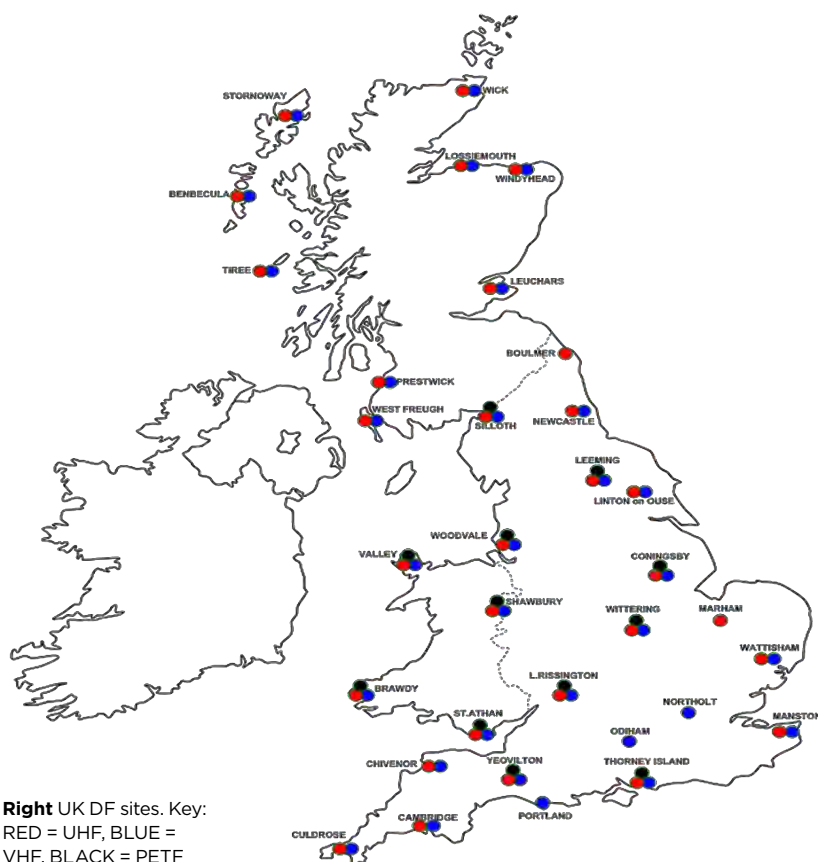 STORNOWAY
WICK
LOSSIEMOUTH
WINDYHEAD
BENBECULA
TIREE
LEUCHARS
BOULMER
PRESTWICK
WEST FREUGH
SILLOTH
NEWCASTLE
LEEMING
LINTON on OUSE
WOODVALE
VALLEY
CONINGSBY
SHAWBURY
WITTERING
MARHAM
WATTISHAM
BRAWDY
L.RISSINGTON
NORTHOLT
ST.ATHAN
MANSTON
ODIHAM
CHIVENOR
YEOVILTON
THORNEY ISLAND
PORTLAND
CAMBRIDGE
CULDROSE
Right UK DF sites. Key:
RED = UHF, BLUE =
VHF, BLACK = PETF